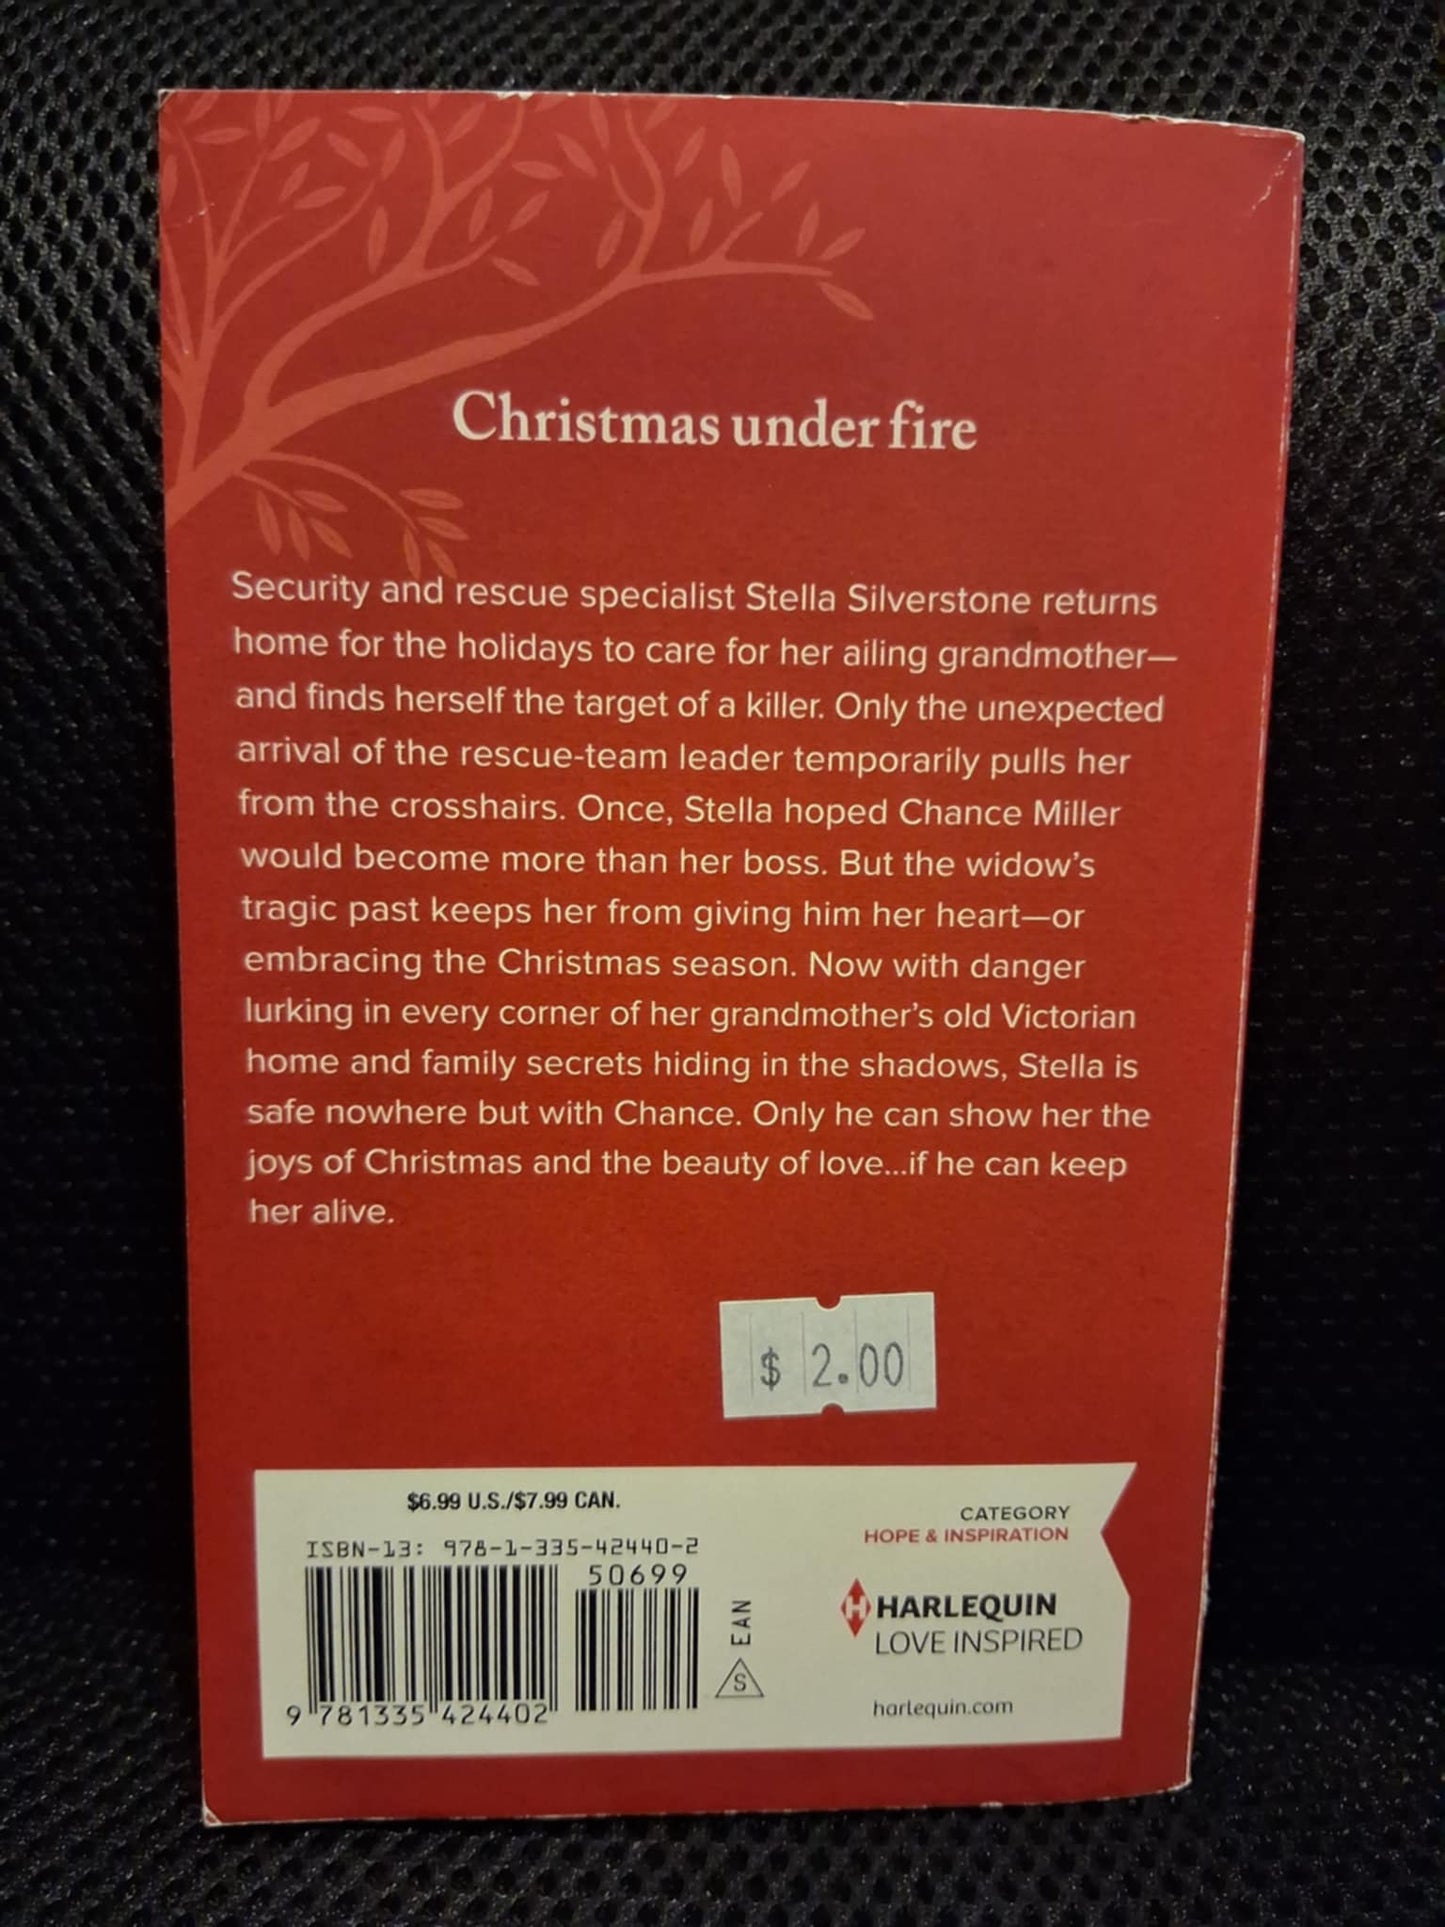 Christmas under fire
Security and rescue specialist Stella Silverstone returns
home for the holidays to care for her ailing grandmother—
and finds herself the target of a killer. Only the unexpected
arrival of the rescue-team leader temporarily pulls her
from the crosshairs. Once, Stella hoped Chance Miller
would become more than her boss. But the widow's
tragic past keeps her from giving him her heart—or
embracing the Christmas season. Now with danger
lurking in every corner of her grandmother's old Victorian
home and family secrets hiding in the shadows, Stella is
safe nowhere but with Chance. Only he can show her the
joys of Christmas and the beauty of love...if he can keep
her alive.
$ 2.00
$6.99 U.S./$7.99 CAN.
ISBN-13: 978-1-335-42440-2
50699
9 781335 424402
EAN
S
CATEGORY
HOPE & INSPIRATION
H HARLEQUIN
LOVE INSPIRED
harlequin.com